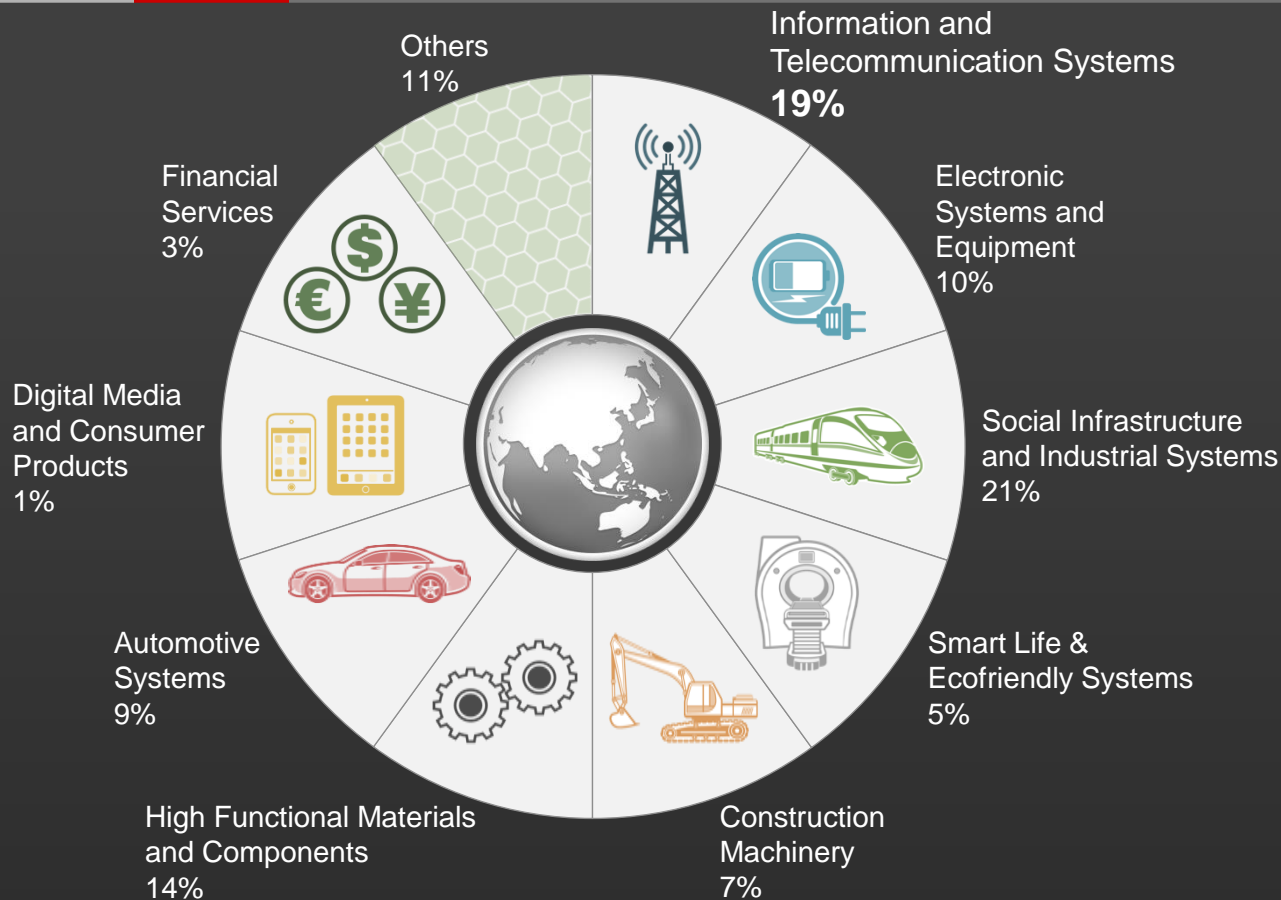 Others
11%
Information and
Telecommunication Systems
19%
Financial
Services
3%
$
€ ¥
Electronic
Systems and
Equipment
10%
Digital Media
and Consumer
Products
1%
Social Infrastructure
and Industrial Systems
21%
Automotive
Systems
9%
Smart Life &
Ecofriendly Systems
5%
High Functional Materials
and Components
14%
Construction
Machinery
7%